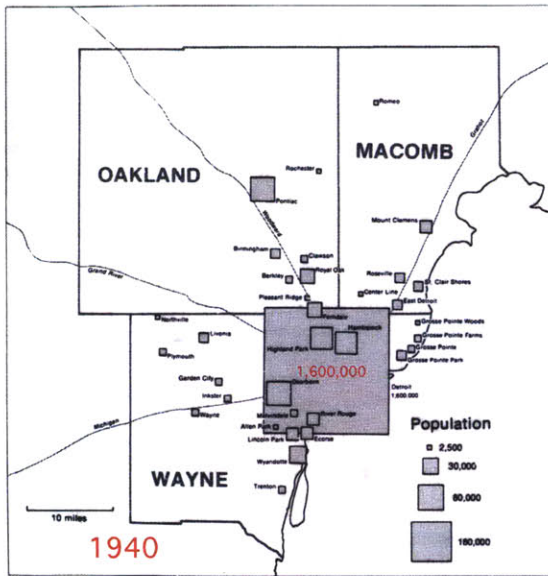 Romeo
Gratiot
MACOMB
Rochester
OAKLAND
Pontiac
Woodward
Mount Clemens
Birmingham
Clawson
Royal Oak
Berkley
Roseville
St. Clair Shores
Grand River
Pleasant Ridge
Center Line
East Detroit
Ferndale
Northville
Hamtramck
Grosse Pointe Woods
Livonia
Highland Park
Grosse Pointe Farms
Plymouth
Grosse Pointe
Grosse Pointe Park
1,600,000
Garden City
Dearborn
Detroit
1,600,000
Inkster
Wayne
Melvindale
River Rouge
Michigan
Allen Park
Lincoln Park
Ecorse
Population
2,500
Wyandotte
30,000
WAYNE
Trenton
80,000
10 miles
1940
160,000